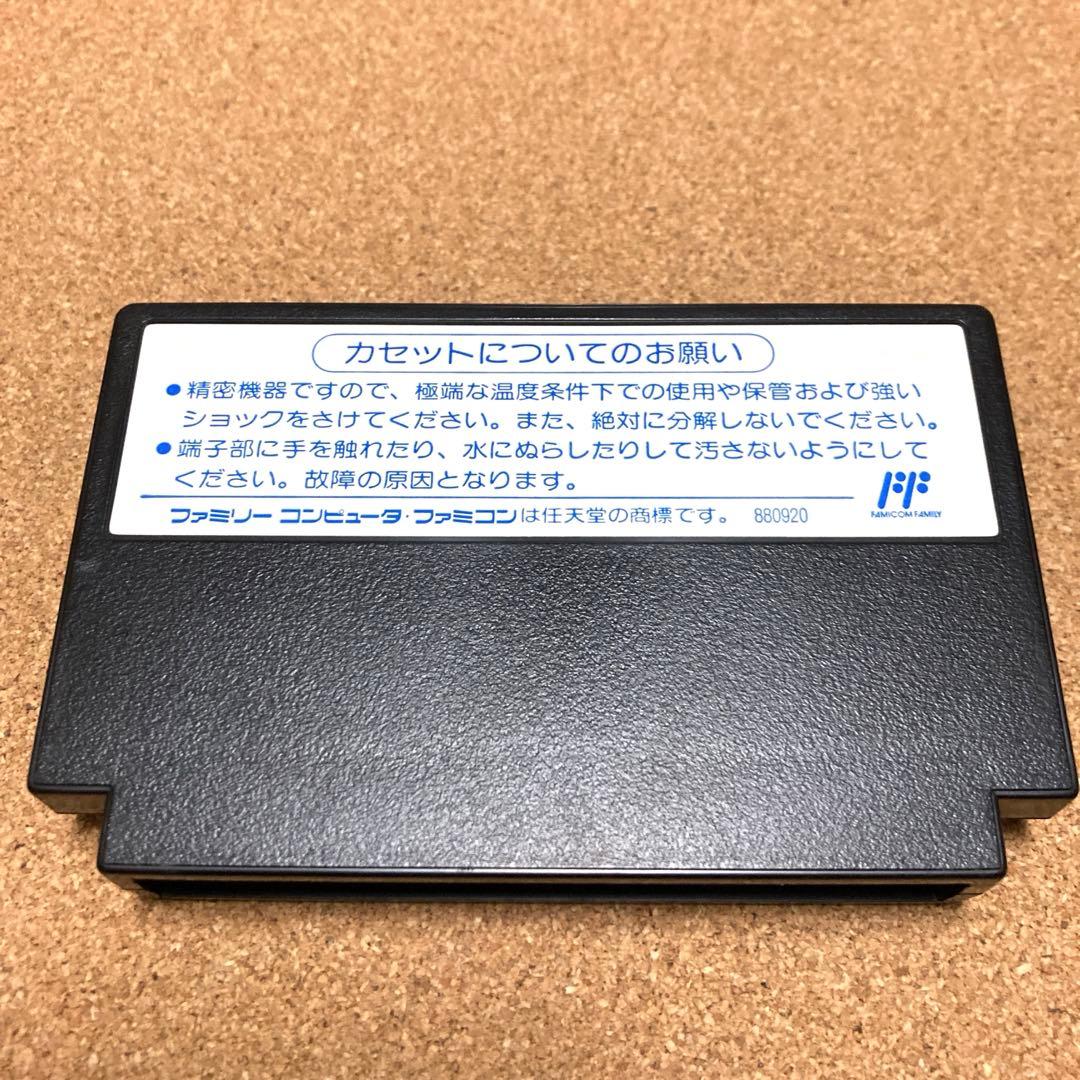 カセットについてのお願い
●精密機器ですので、極端な温度条件下での使用や保管および強い
ショックをさけてください。また、絶対に分解しないでください。
●端子部に手を触れたり、水にぬらしたりして汚さないようにして
ください。故障の原因となります。
ファミリー コンピュータ・ファミコンは任天堂の商標です。 880920
FAMICOM FAMILY